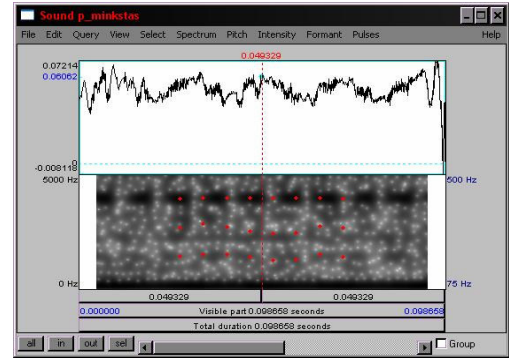 Sound p_minkstas
File Edit Query View Select Spectrum Pitch Intensity Formant Pulses Help
0.049329
0.07214
0.06062
0
-0.008118
5000 Hz 500 Hz
0 Hz 75 Hz
0.049329 0.049329
0.000000 Visible part 0.098658 seconds 0.098658
Total duration 0.098658 seconds
all in out sel Group